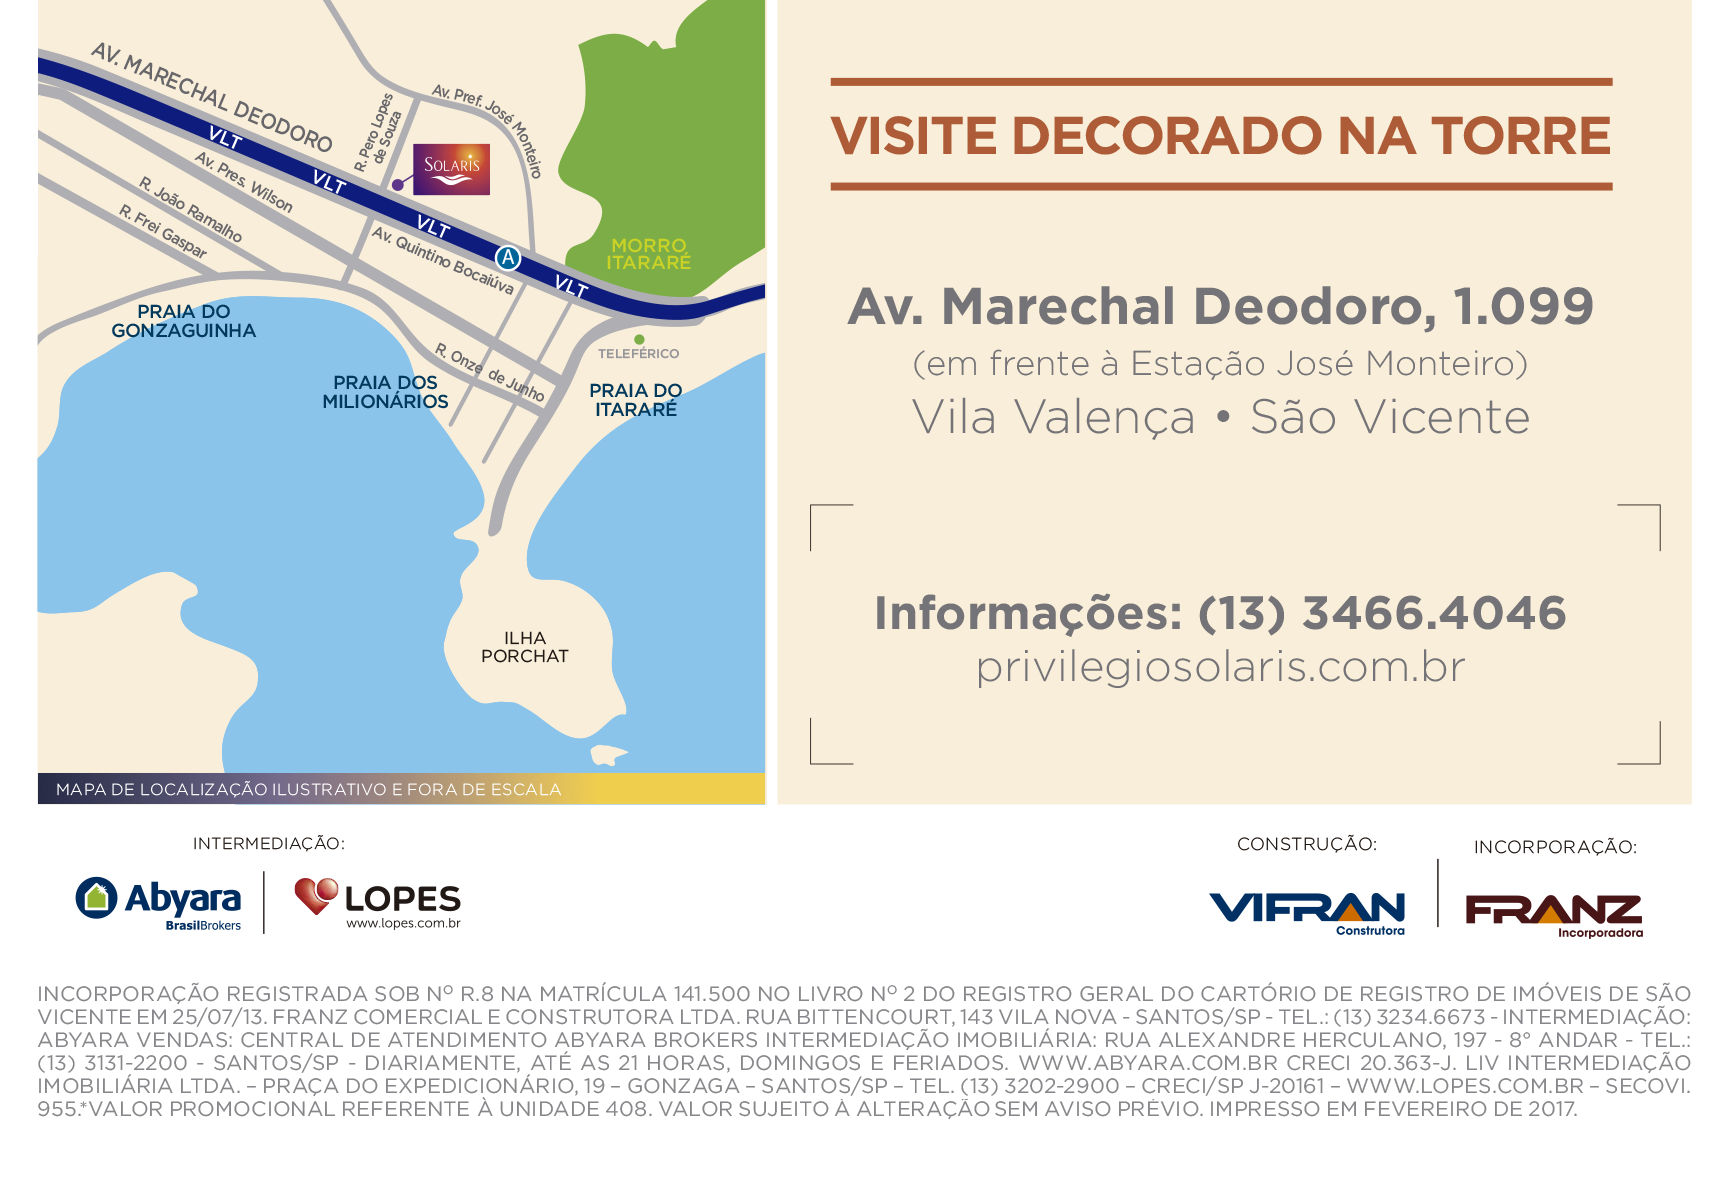 AV. MARECHAL DEODORO
VLT
VLT
VLT
VLT
R. Pero Lopes
de Souza
Av. Pref. José Monteiro
SOLARIS
Av. Pres. Wilson
R. João Ramalho
R. Frei Gaspar
Av. Quintino Bocaiúva
A
MORRO
ITARARÉ
PRAIA DO
GONZAGUINHA
TELEFÉRICO
R. Onze de Junho
PRAIA DOS
MILIONÁRIOS
PRAIA DO
ITARARÉ
ILHA
PORCHAT
MAPA DE LOCALIZAÇÃO ILUSTRATIVO E FORA DE ESCALA
VISITE DECORADO NA TORRE
Av. Marechal Deodoro, 1.099
(em frente à Estação José Monteiro)
Vila Valença • São Vicente
Informações: (13) 3466.4046
privilegiosolaris.com.br
INTERMEDIAÇÃO:
Abyara
BrasilBrokers
LOPES
www.lopes.com.br
CONSTRUÇÃO:
VIFRAN
Construtora
INCORPORAÇÃO:
FRANZ
Incorporadora
INCORPORAÇÃO REGISTRADA SOB Nº R.8 NA MATRÍCULA 141.500 NO LIVRO Nº 2 DO REGISTRO GERAL DO CARTÓRIO DE REGISTRO DE IMÓVEIS DE SÃO
VICENTE EM 25/07/13. FRANZ COMERCIAL E CONSTRUTORA LTDA. RUA BITTENCOURT, 143 VILA NOVA - SANTOS/SP - TEL.: (13) 3234.6673 - INTERMEDIAÇÃO:
ABYARA VENDAS: CENTRAL DE ATENDIMENTO ABYARA BROKERS INTERMEDIAÇÃO IMOBILIÁRIA: RUA ALEXANDRE HERCULANO, 197 - 8° ANDAR - TEL.:
(13) 3131-2200 - SANTOS/SP - DIARIAMENTE, ATÉ AS 21 HORAS, DOMINGOS E FERIADOS. WWW.ABYARA.COM.BR CRECI 20.363-J. LIV INTERMEDIAÇÃO
IMOBILIÁRIA LTDA. – PRAÇA DO EXPEDICIONÁRIO, 19 – GONZAGA – SANTOS/SP – TEL. (13) 3202-2900 – CRECI/SP J-20161 – WWW.LOPES.COM.BR – SECOVI.
955.*VALOR PROMOCIONAL REFERENTE À UNIDADE 408. VALOR SUJEITO À ALTERAÇÃO SEM AVISO PRÉVIO. IMPRESSO EM FEVEREIRO DE 2017.